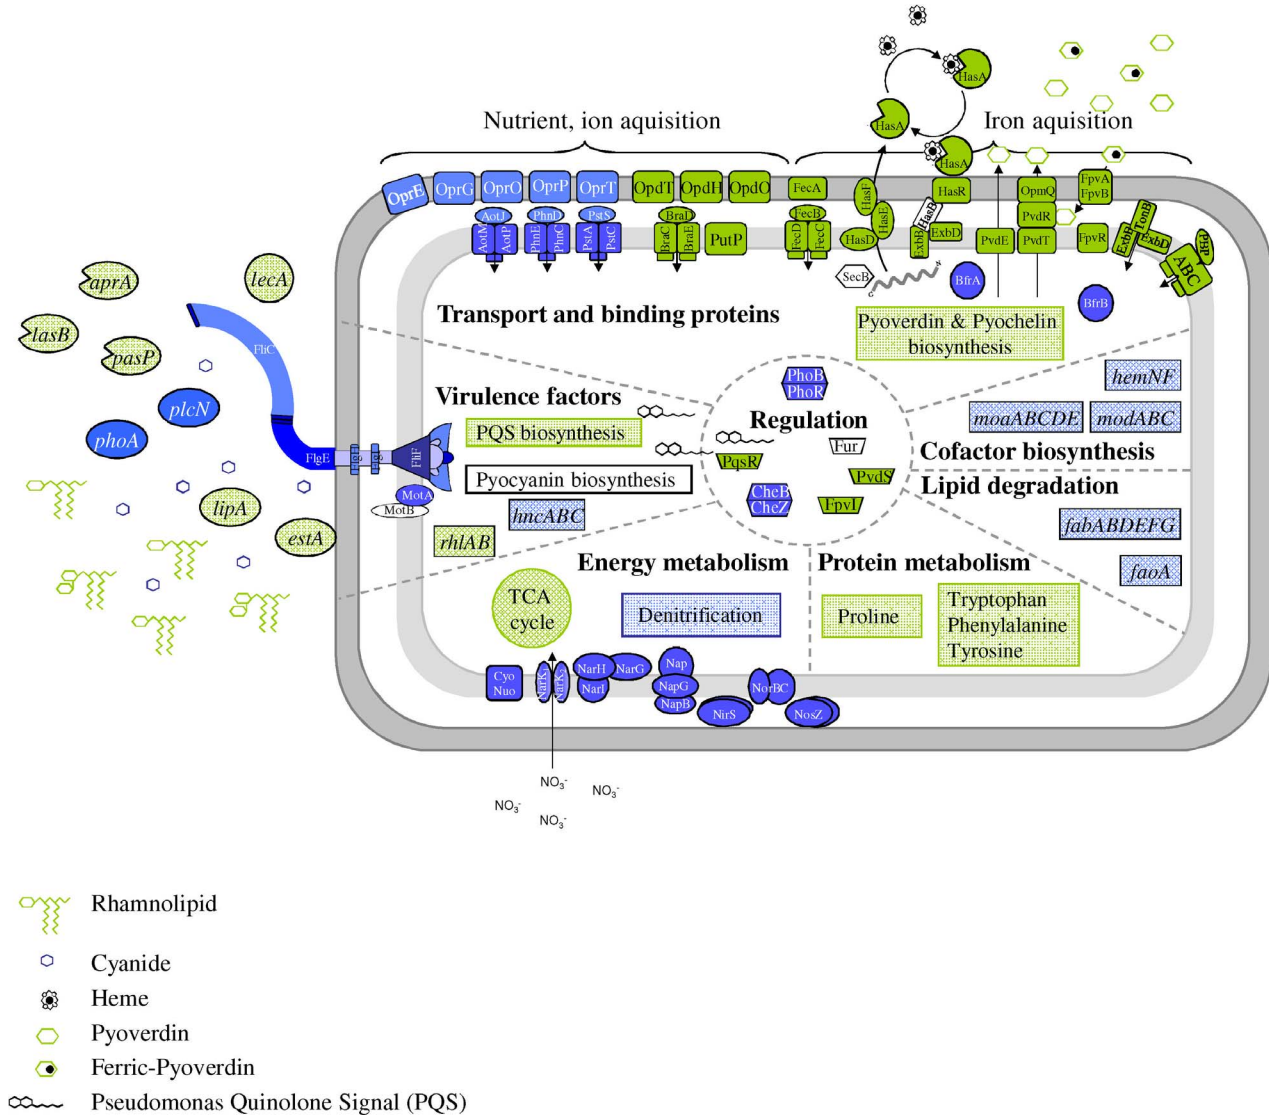 Nutrient, ion aquisition
Iron aquisition
HasA
HasA
HasA
OprE
OprG
OprO
OprP
OprT
OpdT
OpdH
OpdO
FecA
HasF
HasE
HasD
HasR
HasB
ExbB
ExbD
OpmQ
PvdR
PvdT
PvdE
FpvA
FpvB
FpvR
TonB
ExbB
ExbD
PBP
ABC
AotJ
AotM
AotP
PhnD
PhnE
PhnC
PstS
PstA
PstC
BraD
BraC
BraE
PutP
FecB
FecD
FecC
SecB
C
N
BfrA
BfrB
Transport and binding proteins
Pyoverdin & Pyochelin
biosynthesis
aprA
lecA
lasB
pasP
plcN
phoA
lipA
estA
FliC
FlgE
FlgH
FlgI
FliF
MotA
MotB
Virulence factors
PQS biosynthesis
Pyocyanin biosynthesis
hncABC
rhlAB
PhoB
PhoR
Regulation
Fur
PqsR
PvdS
CheB
CheZ
FpvI
hemNF
moaABCDE
modABC
Cofactor biosynthesis
Lipid degradation
fabABDEFG
faoA
Energy metabolism
TCA
cycle
Denitrification
Protein metabolism
Proline
Tryptophan
Phenylalanine
Tyrosine
Cyo
Nuo
NarK
NarK
NarH
NarG
NarI
Nap
NapG
NapB
NirS
NorBC
NosZ
NO3-
NO3-
NO3-
NO3-
Rhamnolipid
Cyanide
Heme
Pyoverdin
Ferric-Pyoverdin
Pseudomonas Quinolone Signal (PQS)